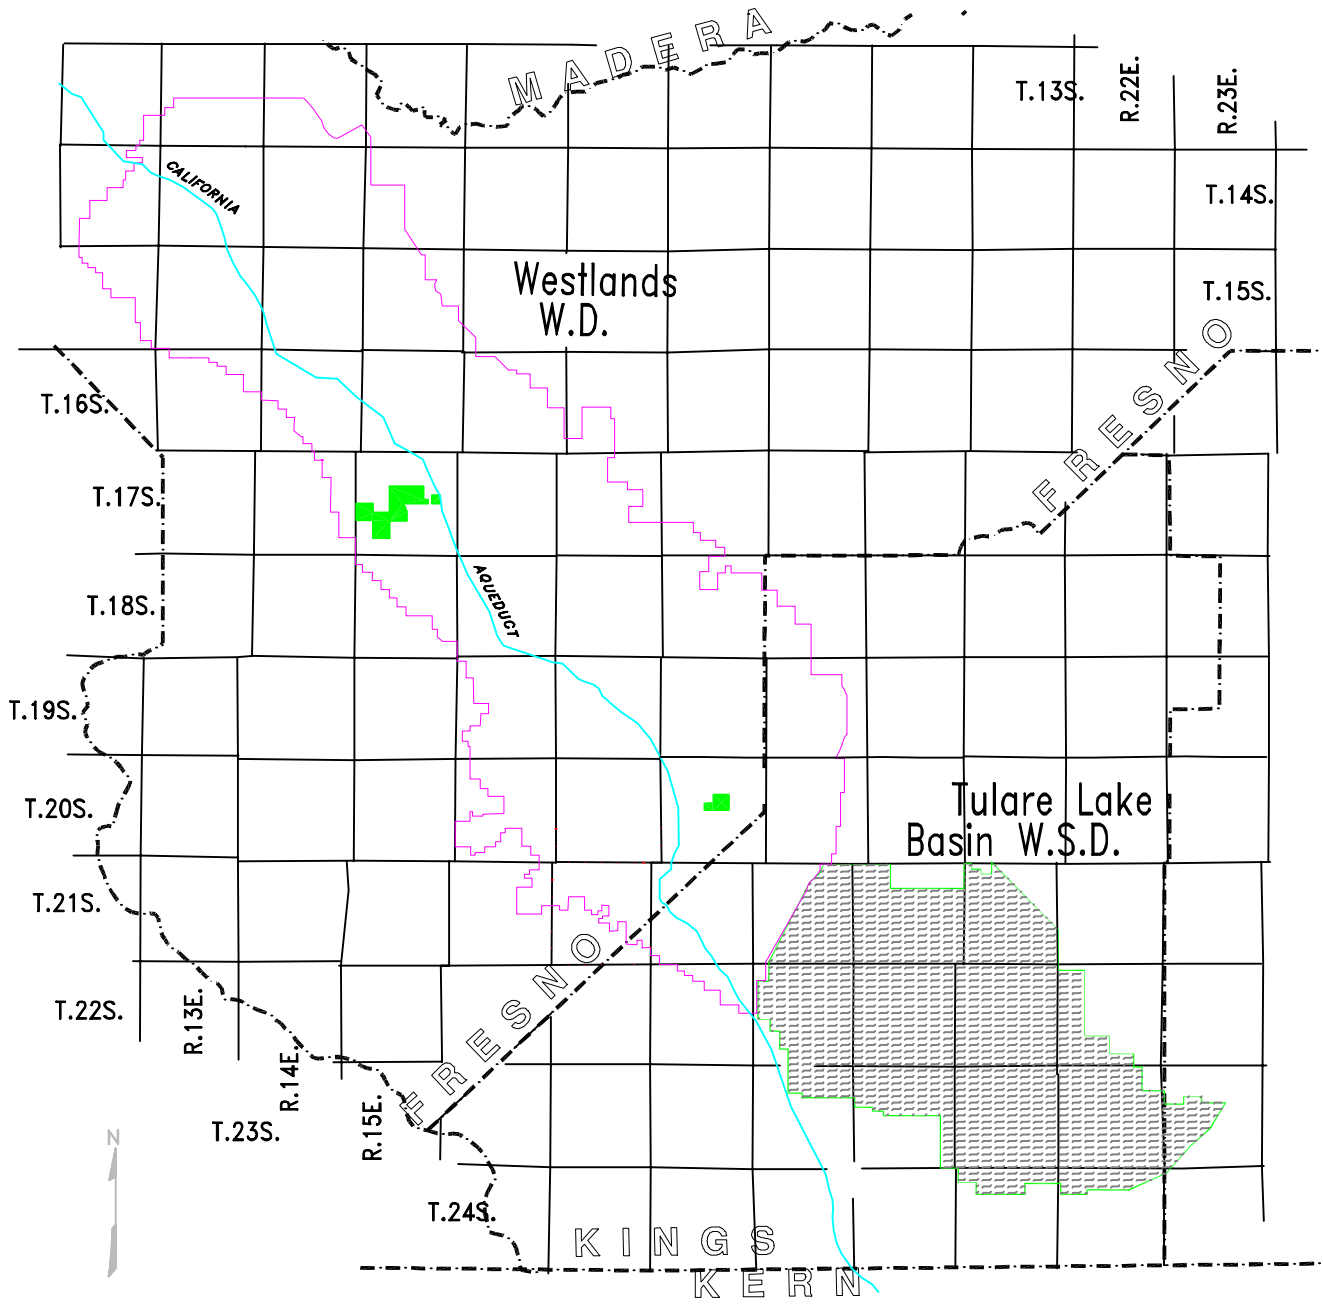 MADERA
T.13S.
R.22E.
R.23E.
CALIFORNIA
T.14S.
Westlands
W.D.
T.15S.
FRESNO
T.16S.
T.17S.
AQUEDUCT
T.18S.
T.19S.
Tulare Lake
Basin W.S.D.
T.20S.
T.21S.
FRESNO
T.22S.
R.13E.
R.14E.
R.15E.
T.23S.
N
T.24S.
KINGS
KERN